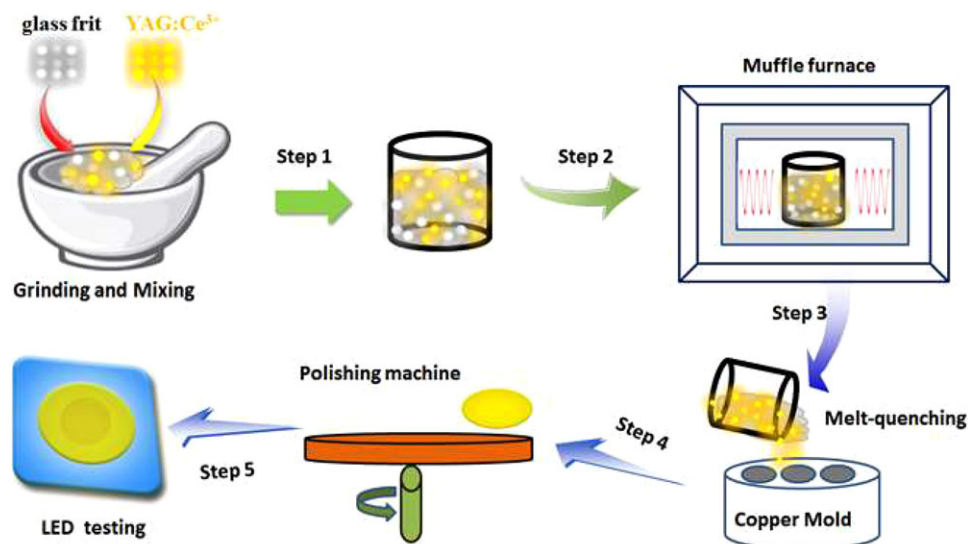 glass frit
YAG:Ce³⁺
Grinding and Mixing
Step 1
Step 2
Muffle furnace
Step 3
Melt-quenching
Copper Mold
Step 4
Polishing machine
Step 5
LED testing